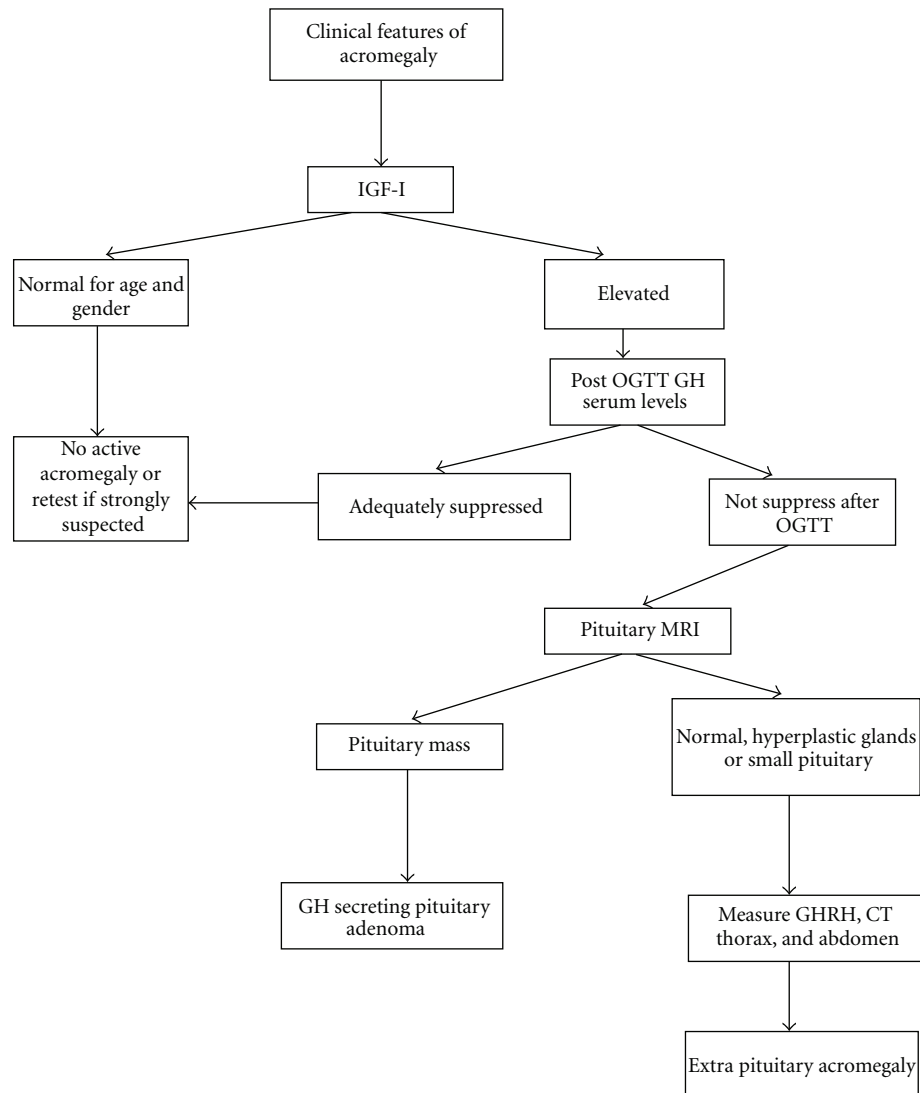 Clinical features of
acromegaly
IGF-I
Normal for age and
gender
Elevated
Post OGTT GH
serum levels
No active
acromegaly or
retest if strongly
suspected
Adequately suppressed
Not suppress after
OGTT
Pituitary MRI
Pituitary mass
Normal, hyperplastic glands
or small pituitary
GH secreting pituitary
adenoma
Measure GHRH, CT
thorax, and abdomen
Extra pituitary acromegaly